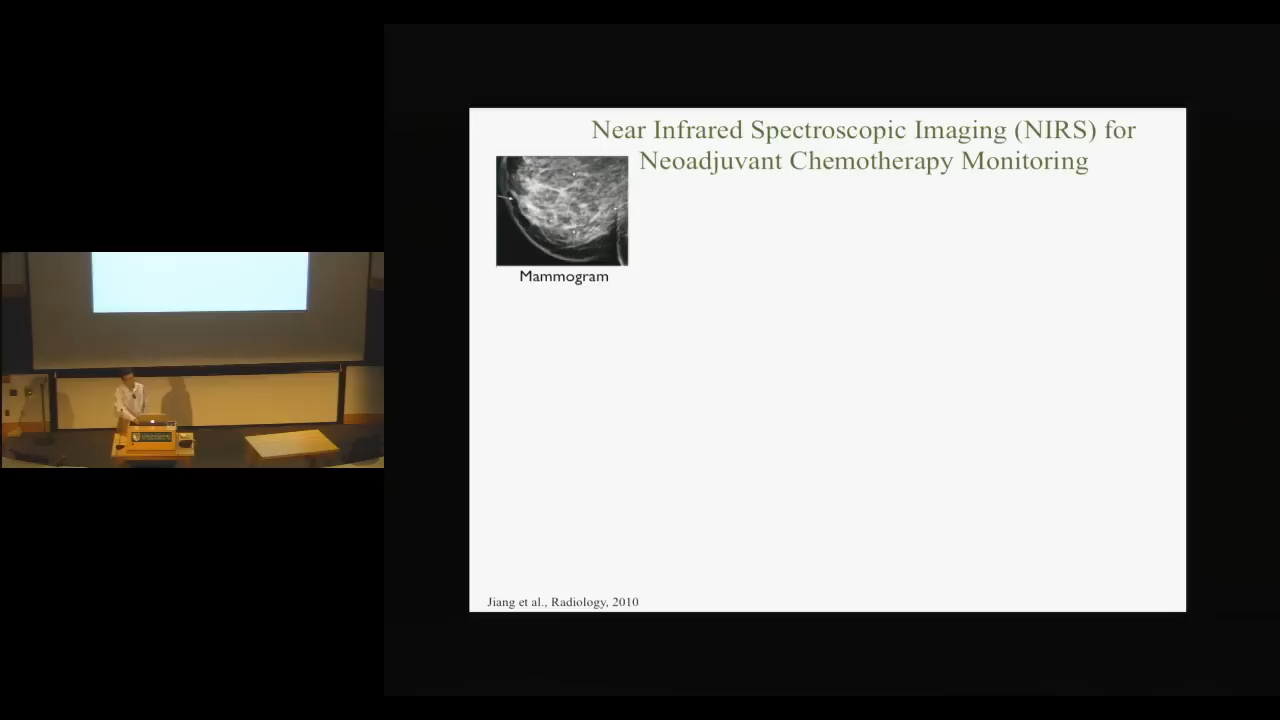 Near Infrared Spectroscopic Imaging (NIRS) for
Neoadjuvant Chemotherapy Monitoring
Mammogram
Jiang et al., Radiology, 2010